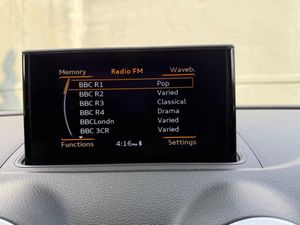 Memory Radio FM Waveb.
BBC R1 Pop
BBC R2 Varied
BBC R3 Classical
BBC R4 Drama
BBCLondn Varied
BBC 3CR Varied
Functions 4:16 PM Settings